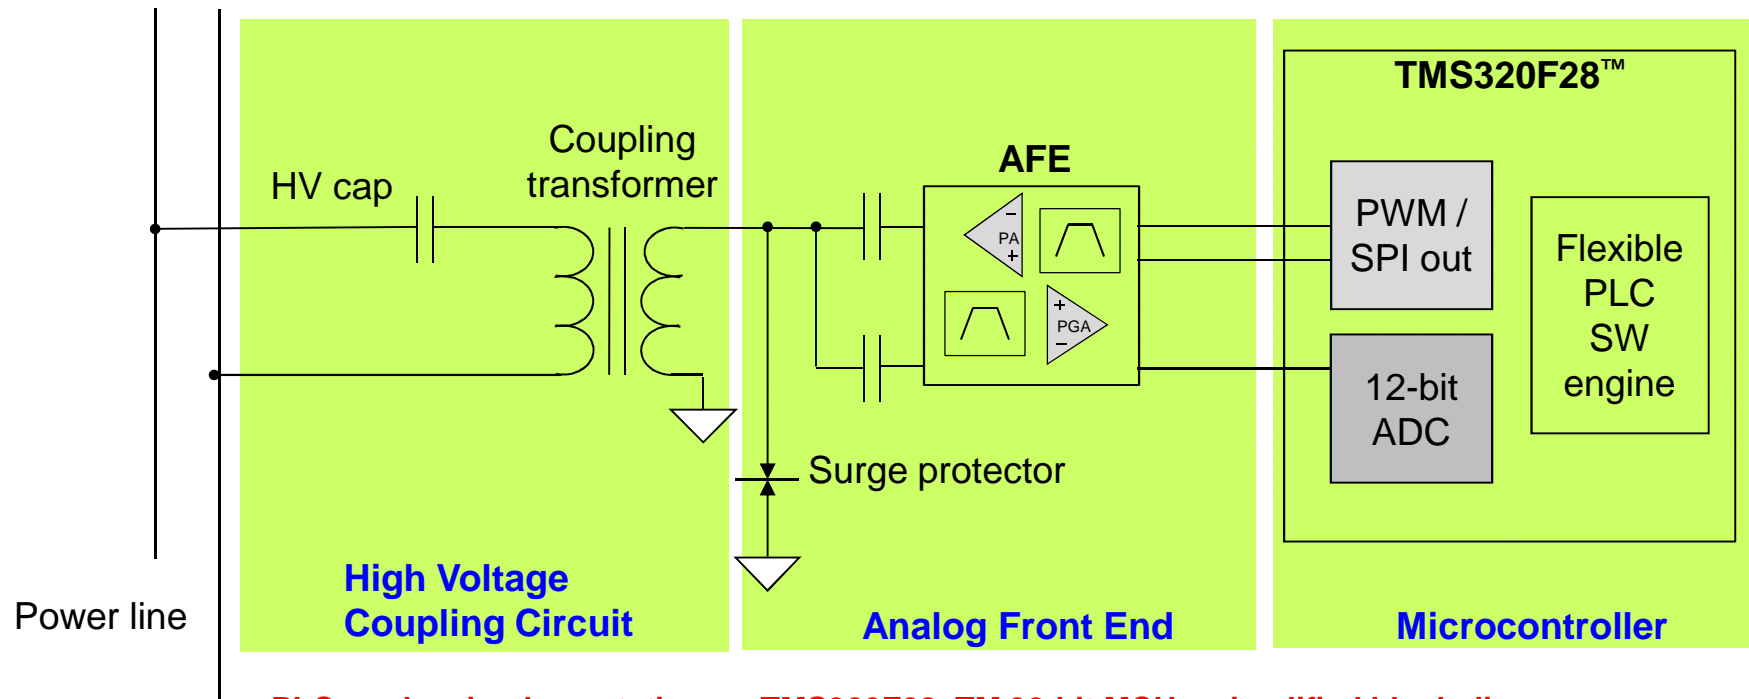 TMS320F28™
Coupling
transformer
HV cap
AFE
PA
PGA
PWM /
SPI out
Flexible
PLC
SW
engine
12-bit
ADC
Surge protector
High Voltage
Coupling Circuit
Analog Front End
Microcontroller
Power line